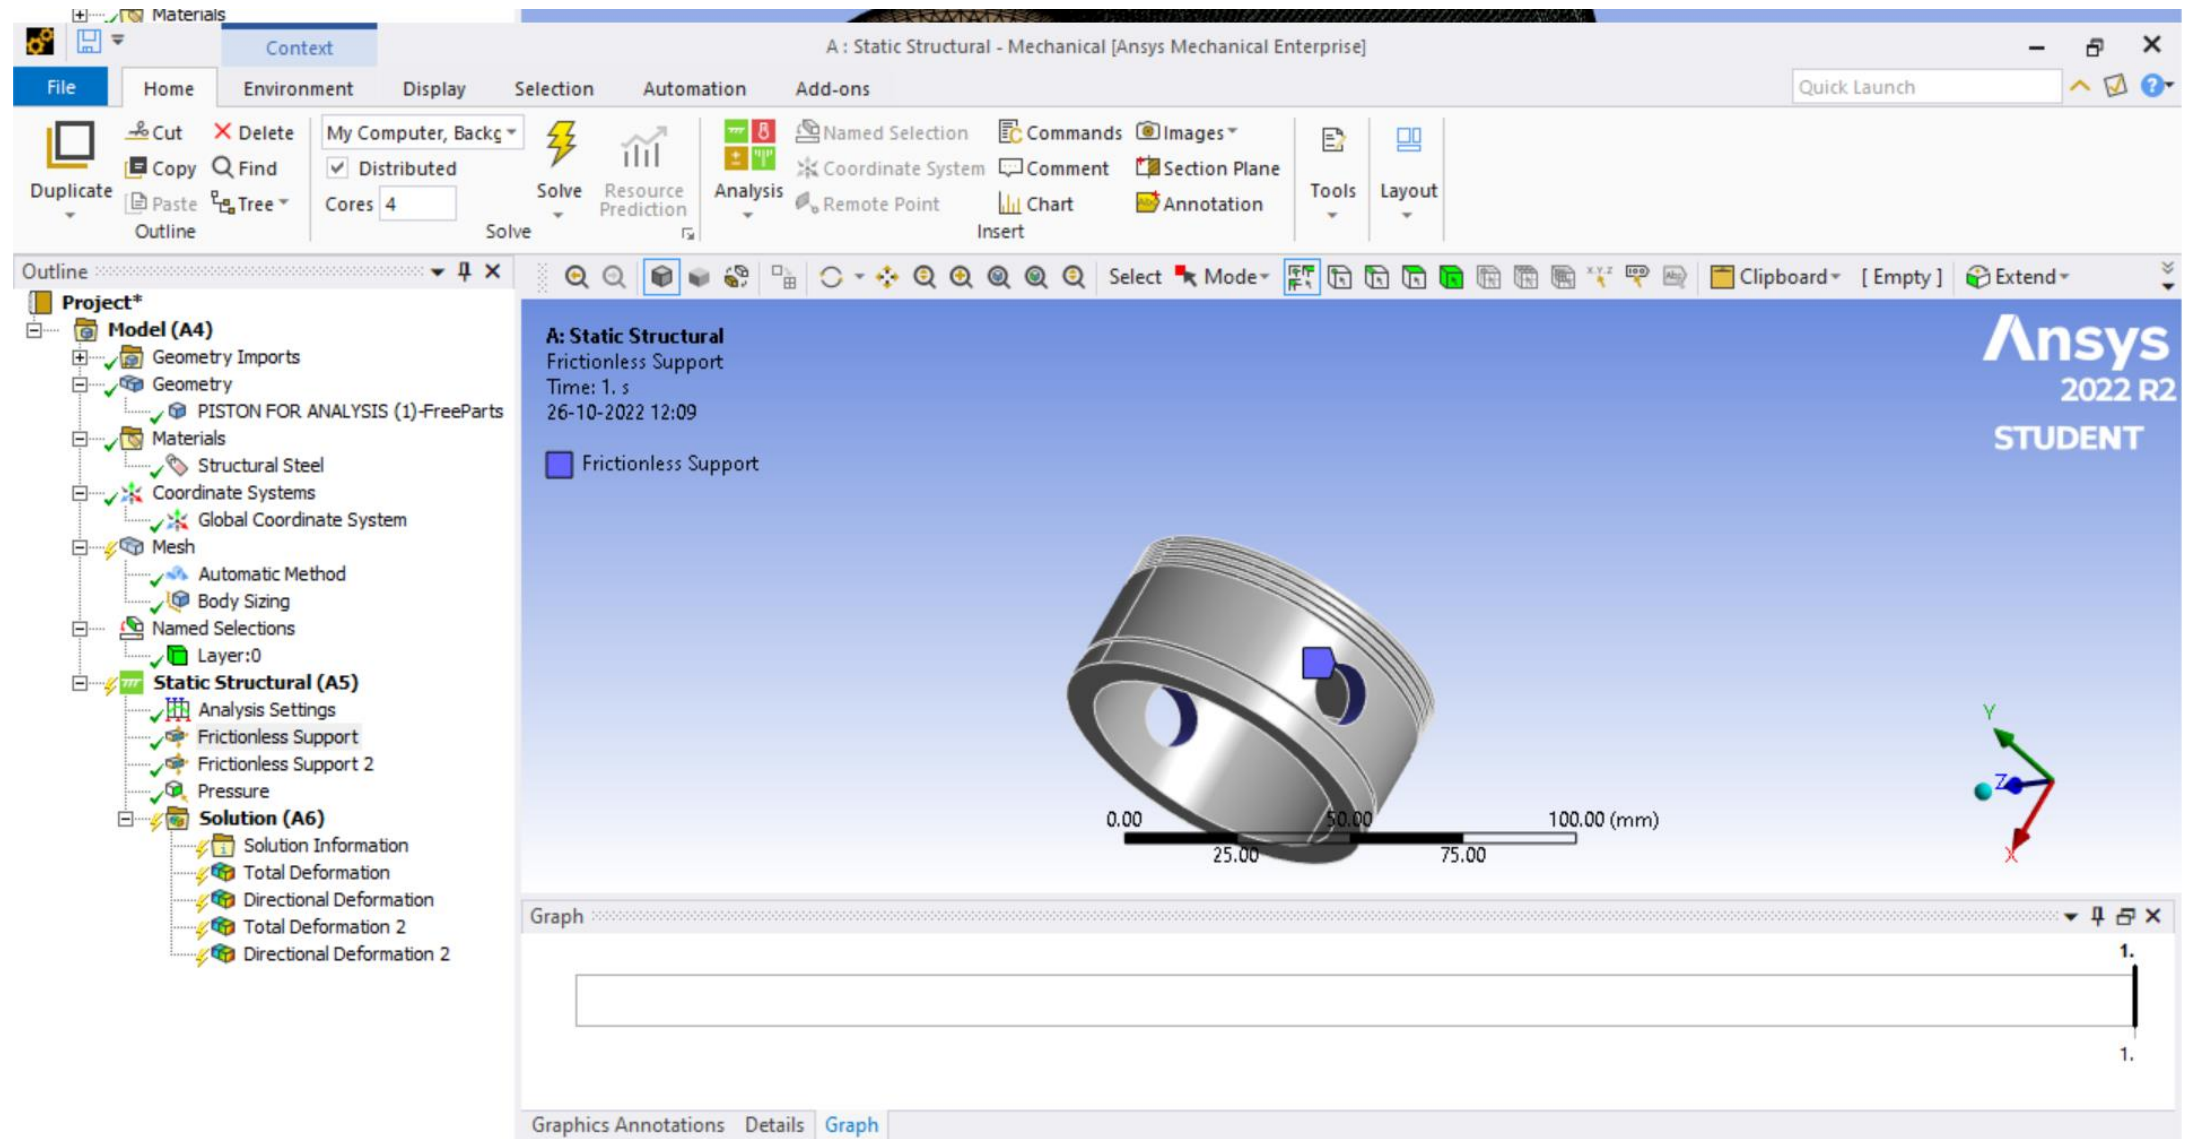 Materials
Context
A : Static Structural - Mechanical [Ansys Mechanical Enterprise]
File Home Environment Display Selection Automation Add-ons Quick Launch
Cut Delete My Computer, Backg Named Selection Commands Images
Copy Find Distributed Coordinate System Comment Section Plane
Duplicate Solve Resource Prediction Analysis Tools Layout
Paste Tree Cores 4 Remote Point Chart Annotation
Outline Solve Insert
Outline
Select Mode Clipboard [ Empty ] Extend
Project*
Model (A4)
Geometry Imports
Geometry
PISTON FOR ANALYSIS (1)-FreeParts
Materials
Structural Steel
Coordinate Systems
Global Coordinate System
Mesh
Automatic Method
Body Sizing
Named Selections
Layer:0
Static Structural (A5)
Analysis Settings
Frictionless Support
Frictionless Support 2
Pressure
Solution (A6)
Solution Information
Total Deformation
Directional Deformation
Total Deformation 2
Directional Deformation 2
A: Static Structural
Frictionless Support
Time: 1. s
26-10-2022 12:09
Frictionless Support
Ansys
2022 R2
STUDENT
Y
Z
X
0.00 50.00 100.00 (mm)
25.00 75.00
Graph
1.
1.
Graphics Annotations Details Graph